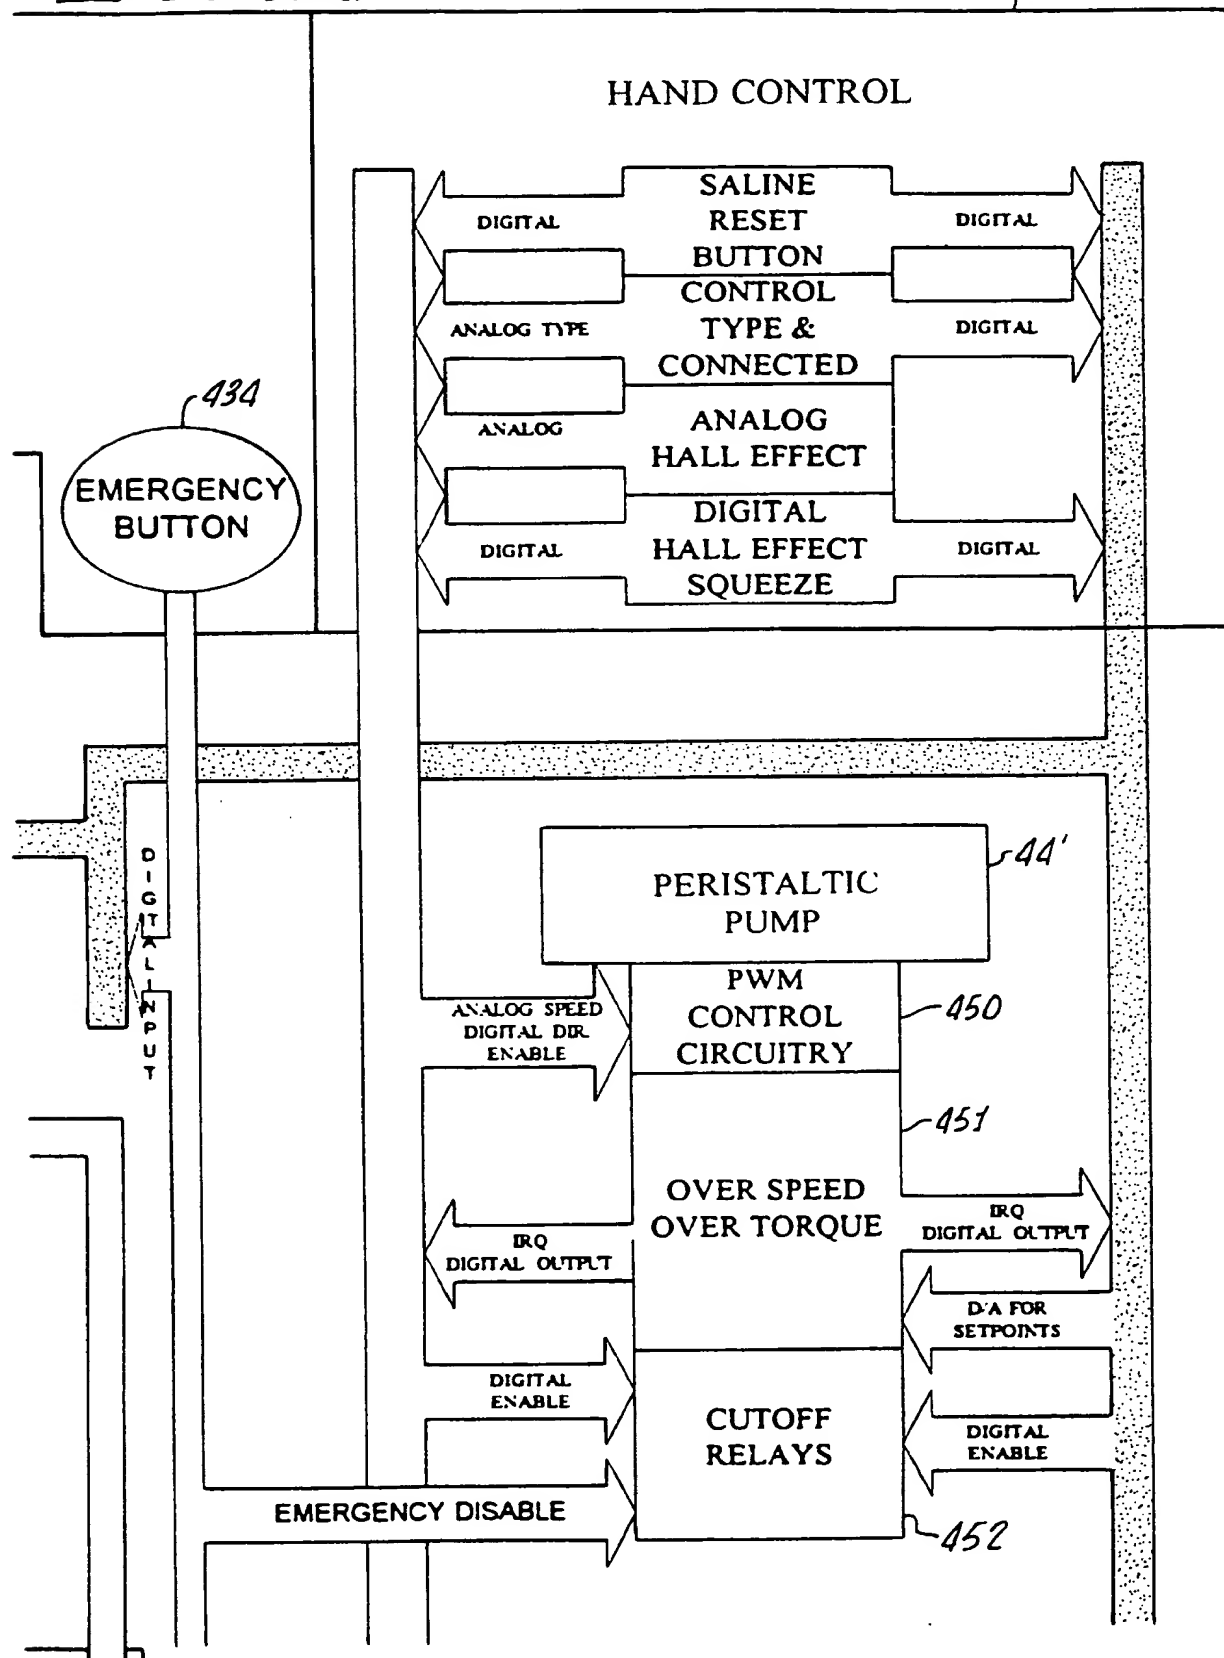 HAND CONTROL
SALINE
RESET
BUTTON
DIGITAL
DIGITAL
CONTROL
TYPE &
CONNECTED
ANALOG TYPE
DIGITAL
ANALOG
HALL EFFECT
ANALOG
DIGITAL
HALL EFFECT
SQUEEZE
DIGITAL
DIGITAL
434
EMERGENCY
BUTTON
DIGITAL INPUT
PERISTALTIC
PUMP
44'
PWM
CONTROL
CIRCUITRY
450
ANALOG SPEED
DIGITAL DIR
ENABLE
451
OVER SPEED
OVER TORQUE
IRQ
DIGITAL OUTPUT
IRQ
DIGITAL OUTPUT
D/A FOR
SETPOINTS
DIGITAL
ENABLE
CUTOFF
RELAYS
DIGITAL
ENABLE
EMERGENCY DISABLE
452